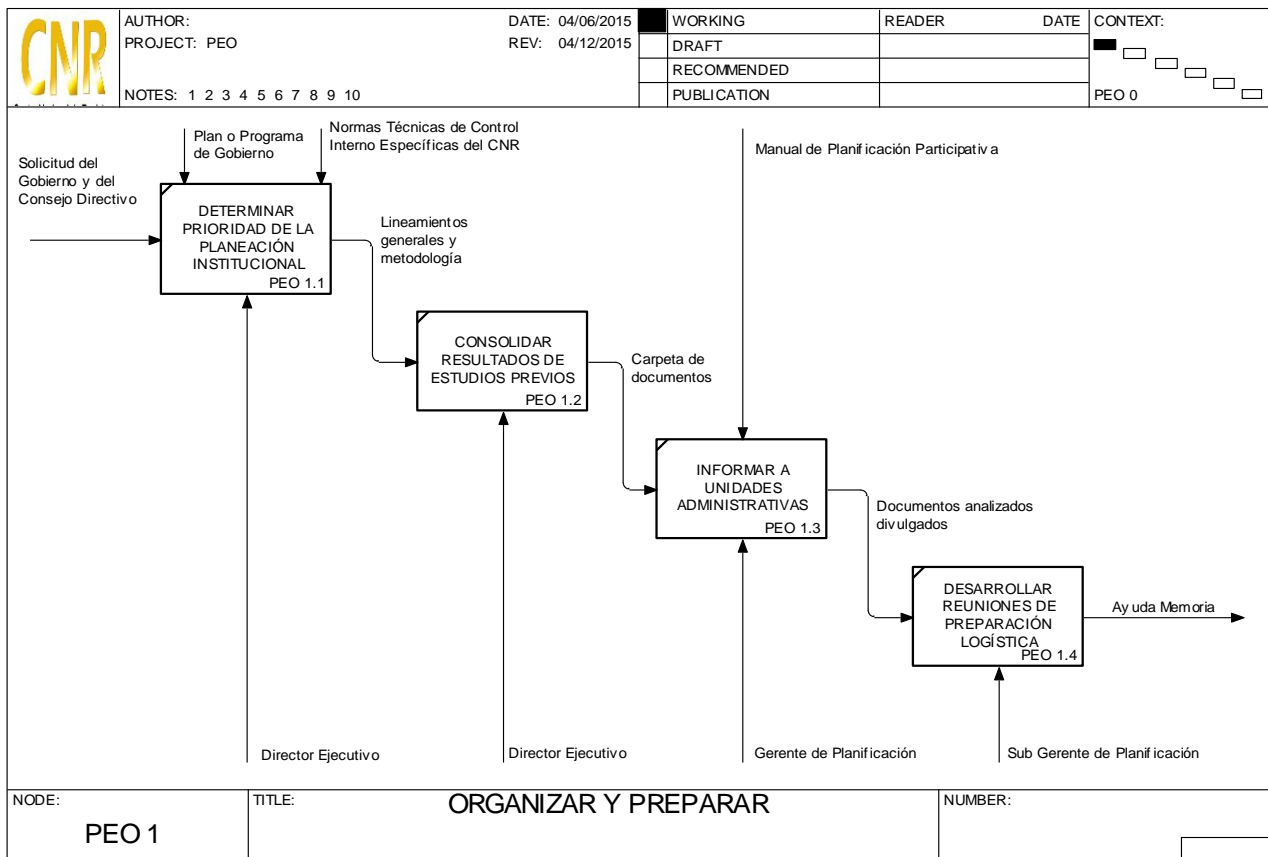 CNR
AUTHOR:
DATE: 04/06/2015
PROJECT: PEO
REV: 04/12/2015
NOTES: 1 2 3 4 5 6 7 8 9 10
WORKING
READER
DATE
DRAFT
RECOMMENDED
PUBLICATION
CONTEXT:
PEO 0
Solicitud del
Gobierno y del
Consejo Directivo
Plan o Programa
de Gobierno
Normas Técnicas de Control
Interno Específicas del CNR
Manual de Planificación Participativa
DETERMINAR
PRIORIDAD DE LA
PLANEACIÓN
INSTITUCIONAL
PEO 1.1
Lineamientos
generales y
metodología
CONSOLIDAR
RESULTADOS DE
ESTUDIOS PREVIOS
PEO 1.2
Carpeta de
documentos
INFORMAR A
UNIDADES
ADMINISTRATIVAS
PEO 1.3
Documentos analizados
divulgados
DESARROLLAR
REUNIONES DE
PREPARACIÓN
LOGÍSTICA
PEO 1.4
Ayuda Memoria
Director Ejecutivo
Director Ejecutivo
Gerente de Planificación
Sub Gerente de Planificación
NODE:
PEO 1
TITLE:
ORGANIZAR Y PREPARAR
NUMBER: